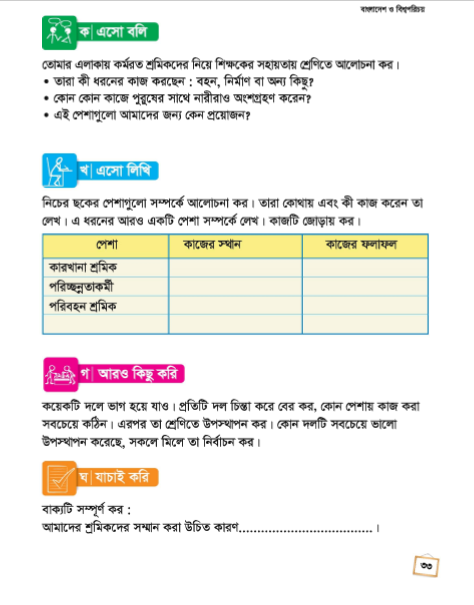 বাংলাদেশ ও বিশ্বপরিচয়
ক এসো বলি
তোমার এলাকায় কর্মরত শ্রমিকদের নিয়ে শিক্ষকের সহায়তায় শ্রেণিতে আলোচনা কর।
• তারা কী ধরনের কাজ করছেন : বহন, নির্মাণ বা অন্য কিছু?
• কোন কোন কাজে পুরুষের সাথে নারীরাও অংশগ্রহণ করেন?
• এই পেশাগুলো আমাদের জন্য কেন প্রয়োজন?
খ এসো লিখি
নিচের ছকের পেশাগুলো সম্পর্কে আলোচনা কর। তারা কোথায় এবং কী কাজ করেন তা
লেখ। এ ধরনের আরও একটি পেশা সম্পর্কে লেখ। কাজটি জোড়ায় কর।
পেশা কাজের স্থান কাজের ফলাফল
কারখানা শ্রমিক
পরিচ্ছন্নতাকর্মী
পরিবহন শ্রমিক
গ আরও কিছু করি
কয়েকটি দলে ভাগ হয়ে যাও। প্রতিটি দল চিন্তা করে বের কর, কোন পেশায় কাজ করা
সবচেয়ে কঠিন। এরপর তা শ্রেণিতে উপস্থাপন কর। কোন দলটি সবচেয়ে ভালো
উপস্থাপন করেছে, সকলে মিলে তা নির্বাচন কর।
ঘ যাচাই করি
বাক্যটি সম্পূর্ণ কর :
আমাদের শ্রমিকদের সম্মান করা উচিত কারণ....................................।
৩৩